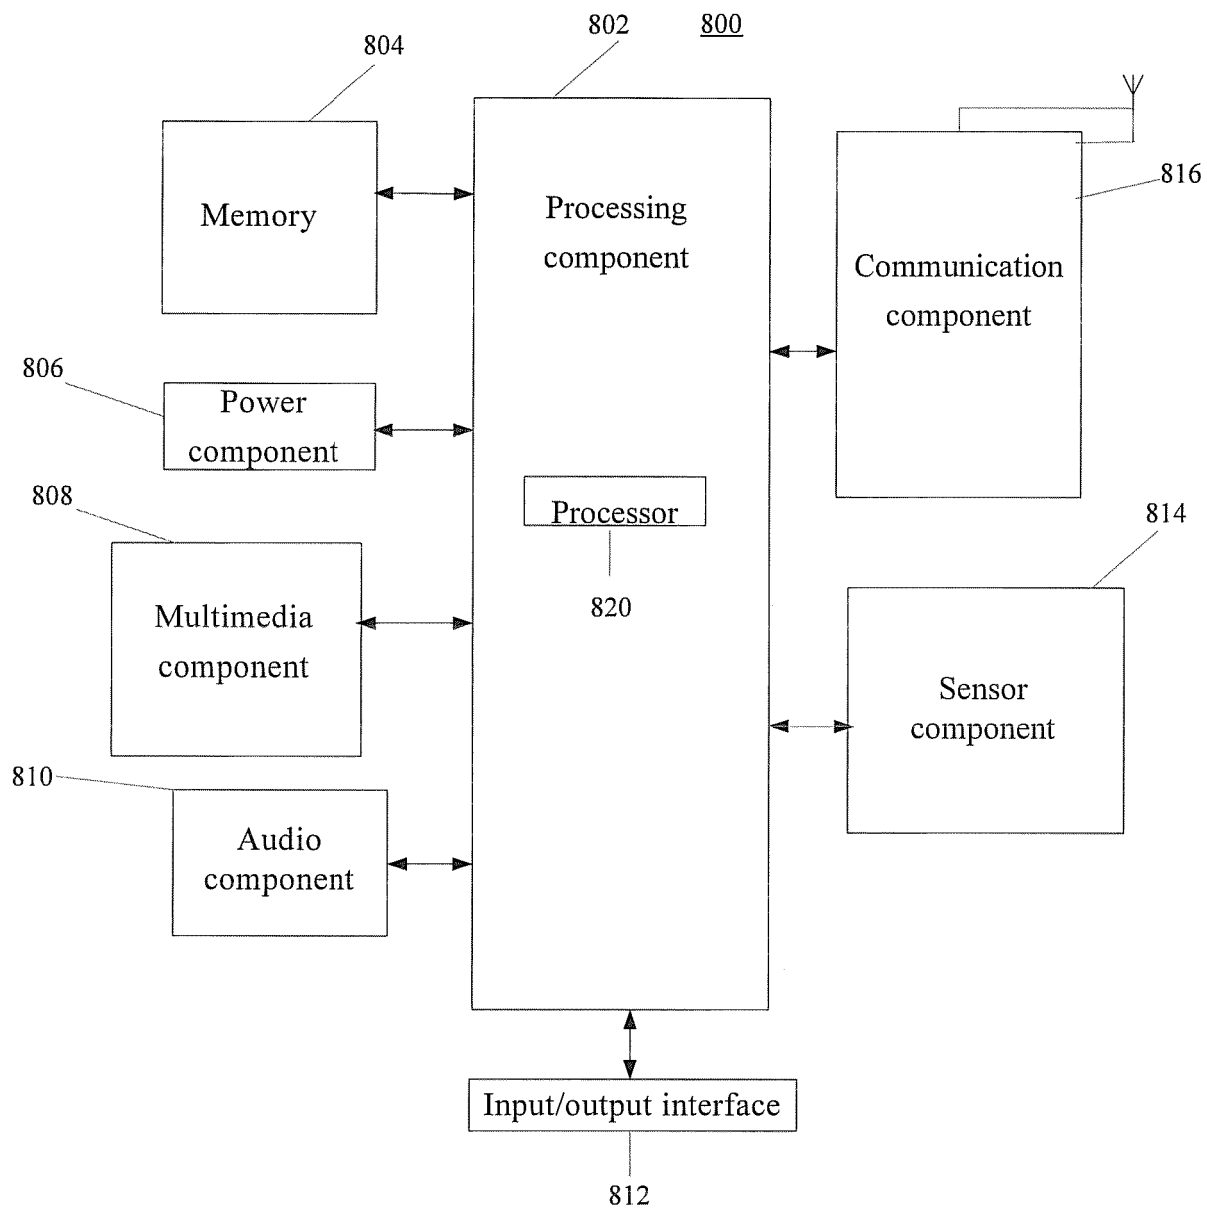 802
800
804
Memory
Processing
component
816
Communication
component
806
Power
component
808
Processor
814
820
Multimedia
component
Sensor
component
810
Audio
component
Input/output interface
812